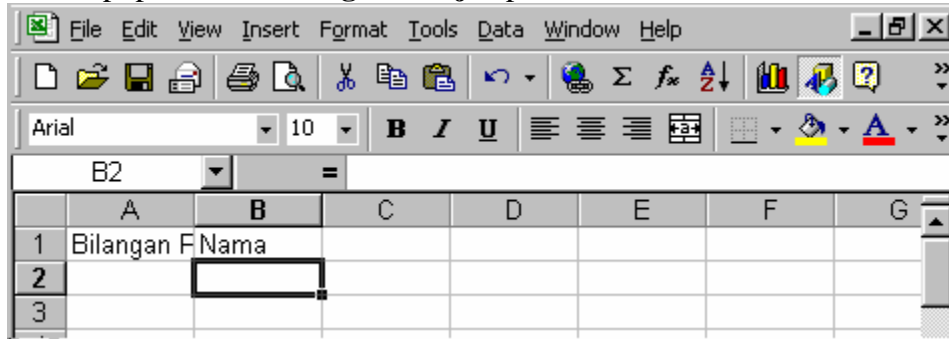 File Edit View Insert Format Tools Data Window Help
Arial 10 B I U
B2 =
A B C D E F G
1 Bilangan F Nama
2
3